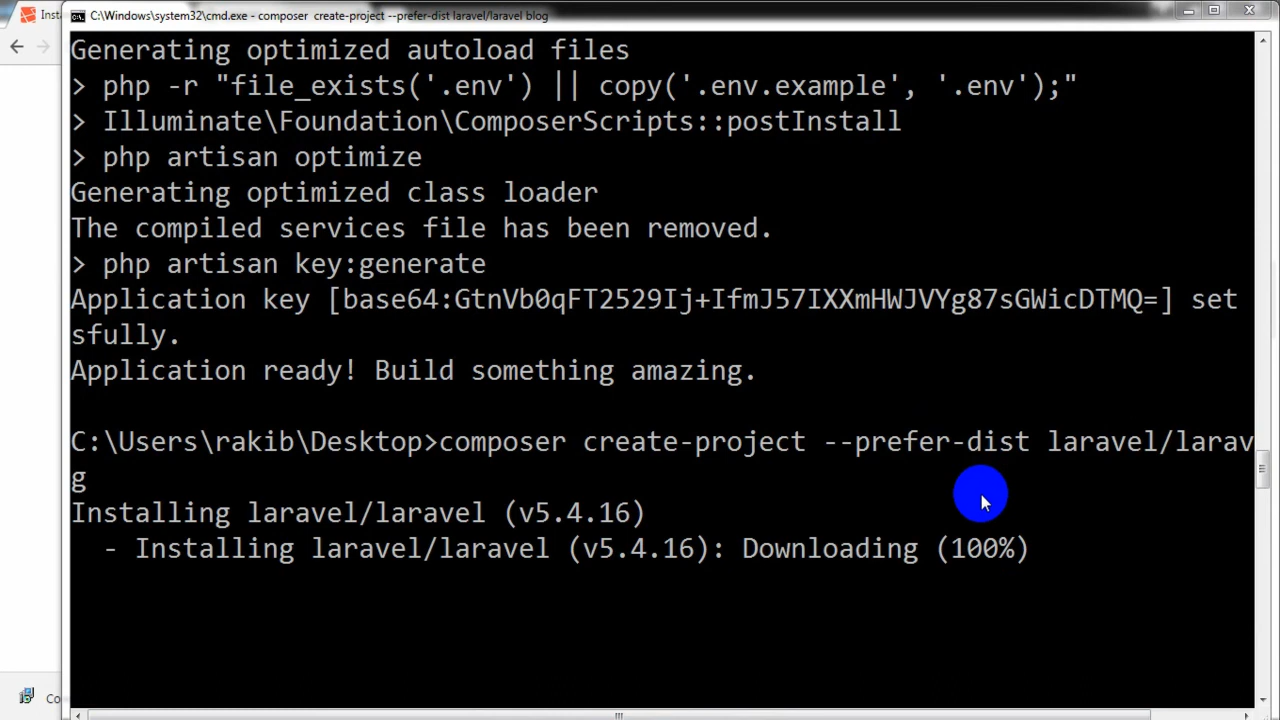 Inst
C:\Windows\system32\cmd.exe - composer create-project --prefer-dist laravel/laravel blog
Generating optimized autoload files
> php -r "file_exists('.env') || copy('.env.example', '.env');"
> Illuminate\Foundation\ComposerScripts::postInstall
> php artisan optimize
Generating optimized class loader
The compiled services file has been removed.
> php artisan key:generate
Application key [base64:GtnVb0qFT2529Ij+IfmJ57IXXmHWJVYg87sGWicDTMQ=] set
sfully.
Application ready! Build something amazing.
C:\Users\rakib\Desktop>composer create-project --prefer-dist laravel/larav
g
Installing laravel/laravel (v5.4.16)
- Installing laravel/laravel (v5.4.16): Downloading (100%)
Co